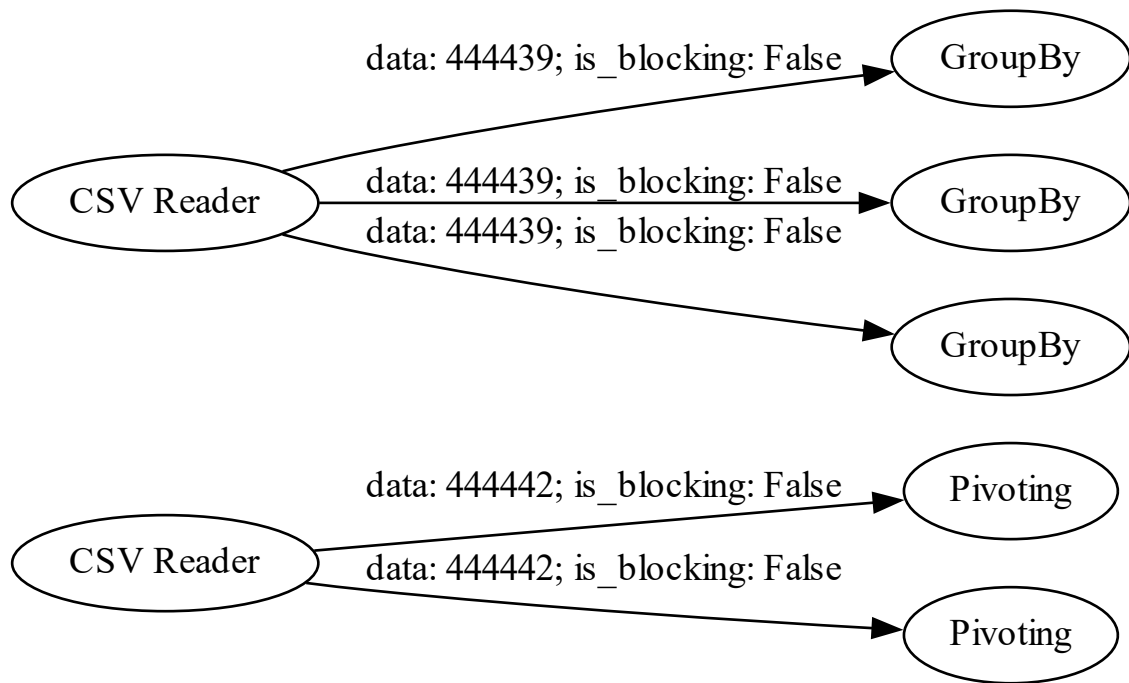 data: 444439; is_blocking: False
GroupBy
CSV Reader
data: 444439; is_blocking: False
GroupBy
data: 444439; is_blocking: False
GroupBy
data: 444442; is_blocking: False
Pivoting
CSV Reader
data: 444442; is_blocking: False
Pivoting